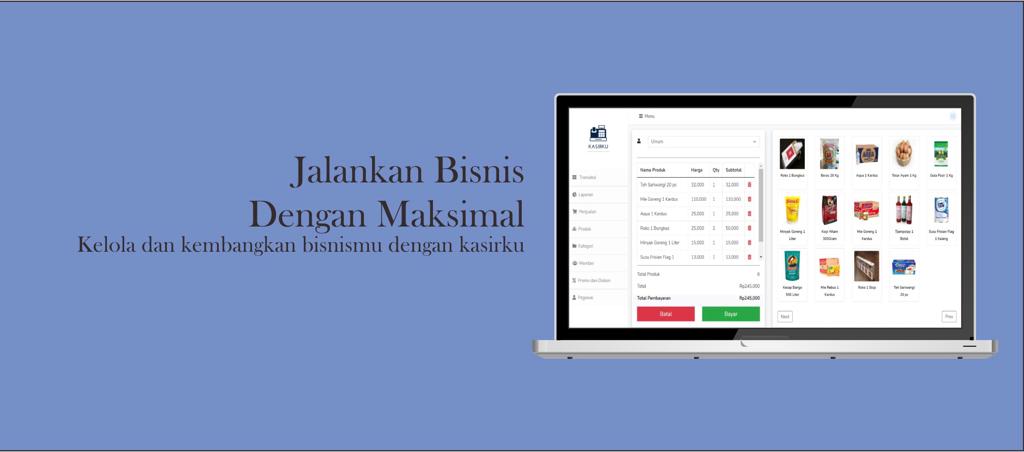 Jalankan Bisnis
Dengan Maksimal
Kelola dan kembangkan bisnismu dengan kasirku
KASIRKU
Transaksi
Laporan
Penjualan
Produk
Kategori
Member
Promo dan Diskon
Pegawai
Menu
Umum
Nama Produk Harga Qty Subtotal
Teh Sariwangi 20 pc 32,000 1 32,000
Mie Goreng 1 Kardus 110,000 1 110,000
Aqua 1 Kardus 25,000 1 25,000
Roko 1 Bungkus 25,000 2 50,000
Minyak Goreng 1 Liter 15,000 1 15,000
Susu Frisian Flag 1 13,000 1 13,000
Total Produk 6
Total Rp245,000
Total Pembayaran Rp245,000
Batal Bayar
Roko 1 Bungkus
Beras 20 Kg
Aqua 1 Kardus
Telur Ayam 1 Kg
Gula Pasir 1 Kg
Minyak Goreng 1
Liter
Kopi Hitam
300Gram
Mie Goreng 1
Kardus
Tjampolay 1
Botol
Susu Frisian Flag
1 kaleng
Kecap Bango
500 Liter
Mie Rebus 1
Kardus
Roko 1 Slop
Teh Sariwangi
20 pc
Next Prev